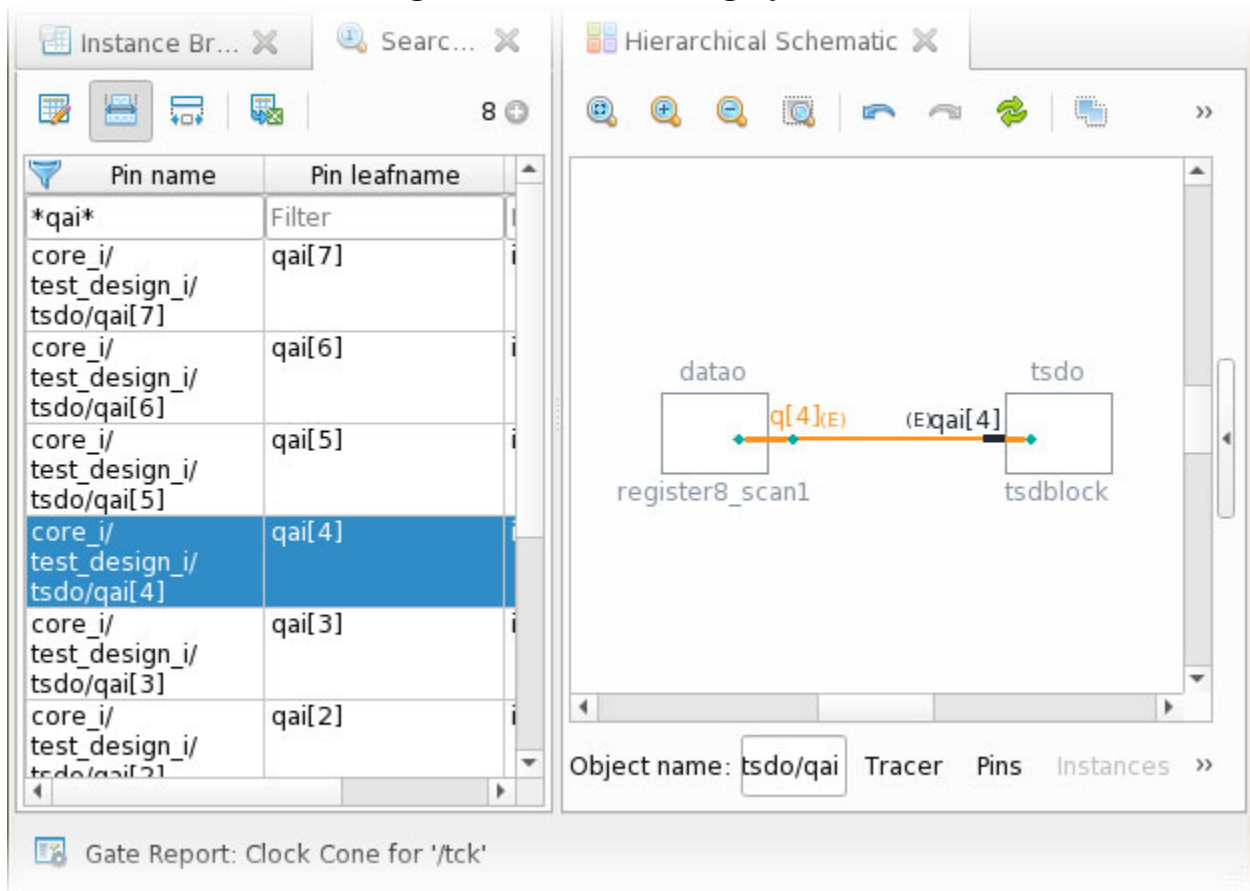 Instance Br...
Searc...
Hierarchical Schematic
8
»
Pin name
Pin leafname
*qai*
Filter
core_i/
test_design_i/
tsdo/qai[7]
qai[7]
core_i/
test_design_i/
tsdo/qai[6]
qai[6]
core_i/
test_design_i/
tsdo/qai[5]
qai[5]
core_i/
test_design_i/
tsdo/qai[4]
qai[4]
core_i/
test_design_i/
tsdo/qai[3]
qai[3]
core_i/
test_design_i/
tsdo/qai[2]
qai[2]
datao
tsdo
q[4](E)
(E)qai[4]
register8_scan1
tsdblock
Object name: tsdo/qai Tracer Pins Instances »
Gate Report: Clock Cone for '/tck'